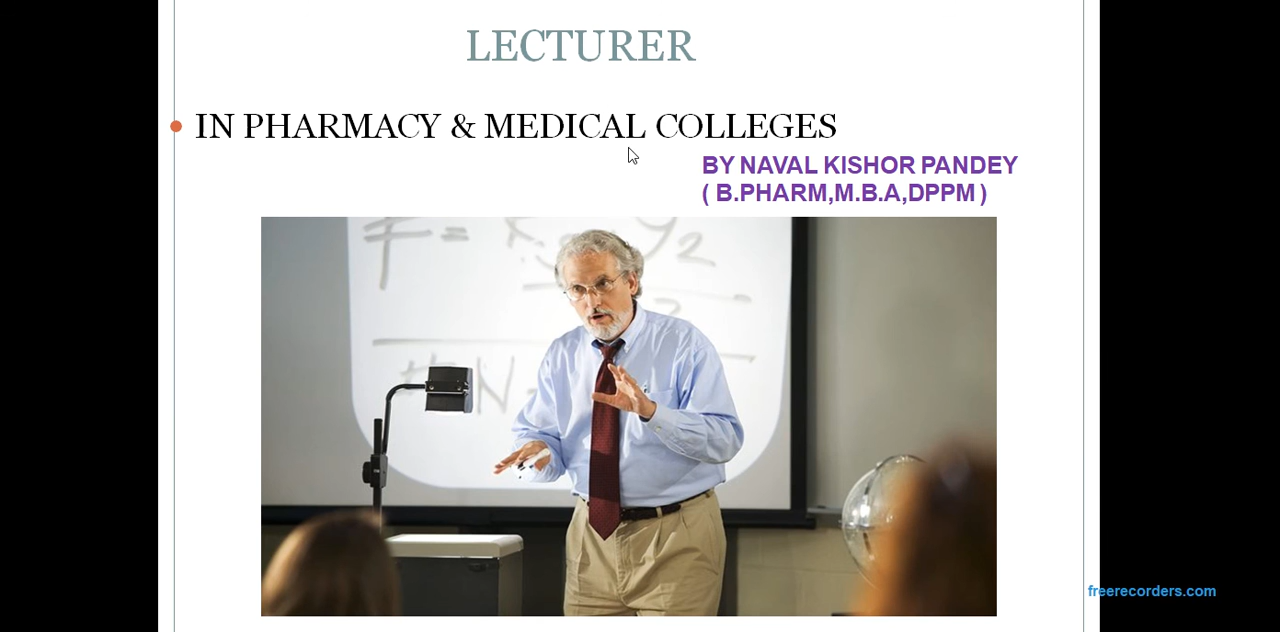 LECTURER
IN PHARMACY & MEDICAL COLLEGES
BY NAVAL KISHOR PANDEY
( B.PHARM,M.B.A,DPPM )
freerecorders.com